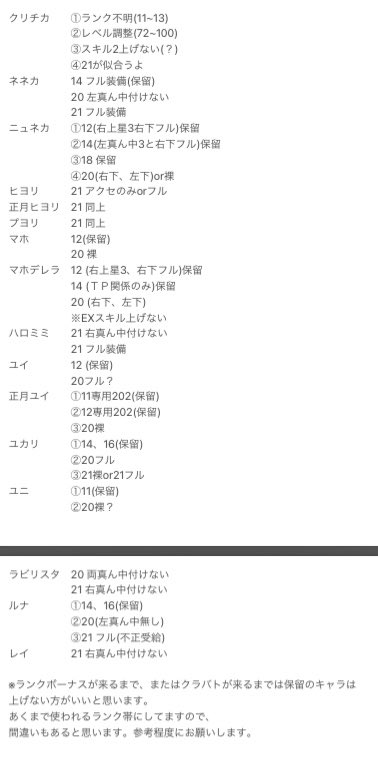 クリチカ ①ランク不明(11~13)
②レベル調整(72~100)
③スキル2上げない(？)
④21が似合うよ
ネネカ 14 フル装備(保留)
20 左真ん中付けない
21 フル装備
ニュネカ ①12(右上星3右下フル)保留
②14(左真ん中3と右下フル)保留
③18 保留
④20(右下、左下)or裸
ヒヨリ 21 アクセのみorフル
正月ヒヨリ 21 同上
プヨリ 21 同上
マホ 12(保留)
20 裸
マホデレラ 12 (右上星3、右下フル)保留
14 (ＴＰ関係のみ)保留
20 (右下、左下)
※EXスキル上げない
ハロミミ 21 右真ん中付けない
21 フル装備
ユイ 12 (保留)
20フル？
正月ユイ ①11専用202(保留)
②12専用202(保留)
③20裸
ユカリ ①14、16(保留)
②20フル
③21裸or21フル
ユニ ①11(保留)
②20裸？
ラビリスタ 20 両真ん中付けない
21 右真ん中付けない
ルナ ①14、16(保留)
②20(左真ん中無し)
③21 フル(不正受給)
レイ 21 右真ん中付けない
※ランクボーナスが来るまで、またはクラバトが来るまでは保留のキャラは
上げない方がいいと思います。
あくまで使われるランク帯にしてますので、
間違いもあると思います。参考程度にお願いします。